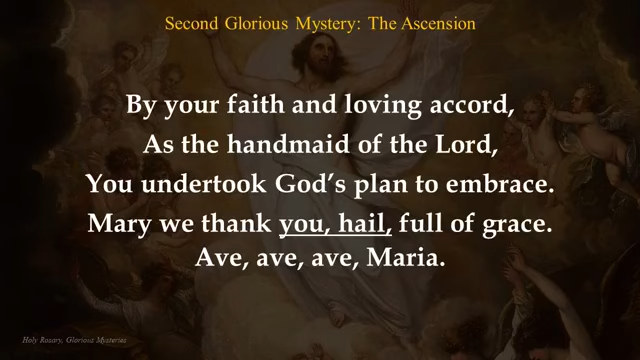 Second Glorious Mystery: The Ascension
By your faith and loving accord,
As the handmaid of the Lord,
You undertook God’s plan to embrace.
Mary we thank you, hail, full of grace.
Ave, ave, ave, Maria.
Holy Rosary, Glorious Mysteries